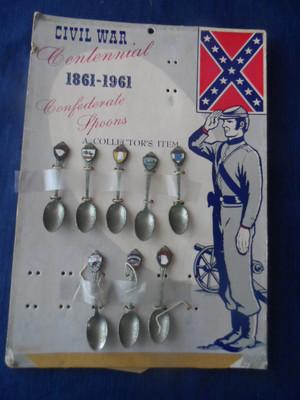 CIVIL WAR
Centennial
1861-1961
Confederate
Spoons
A COLLECTOR'S ITEM